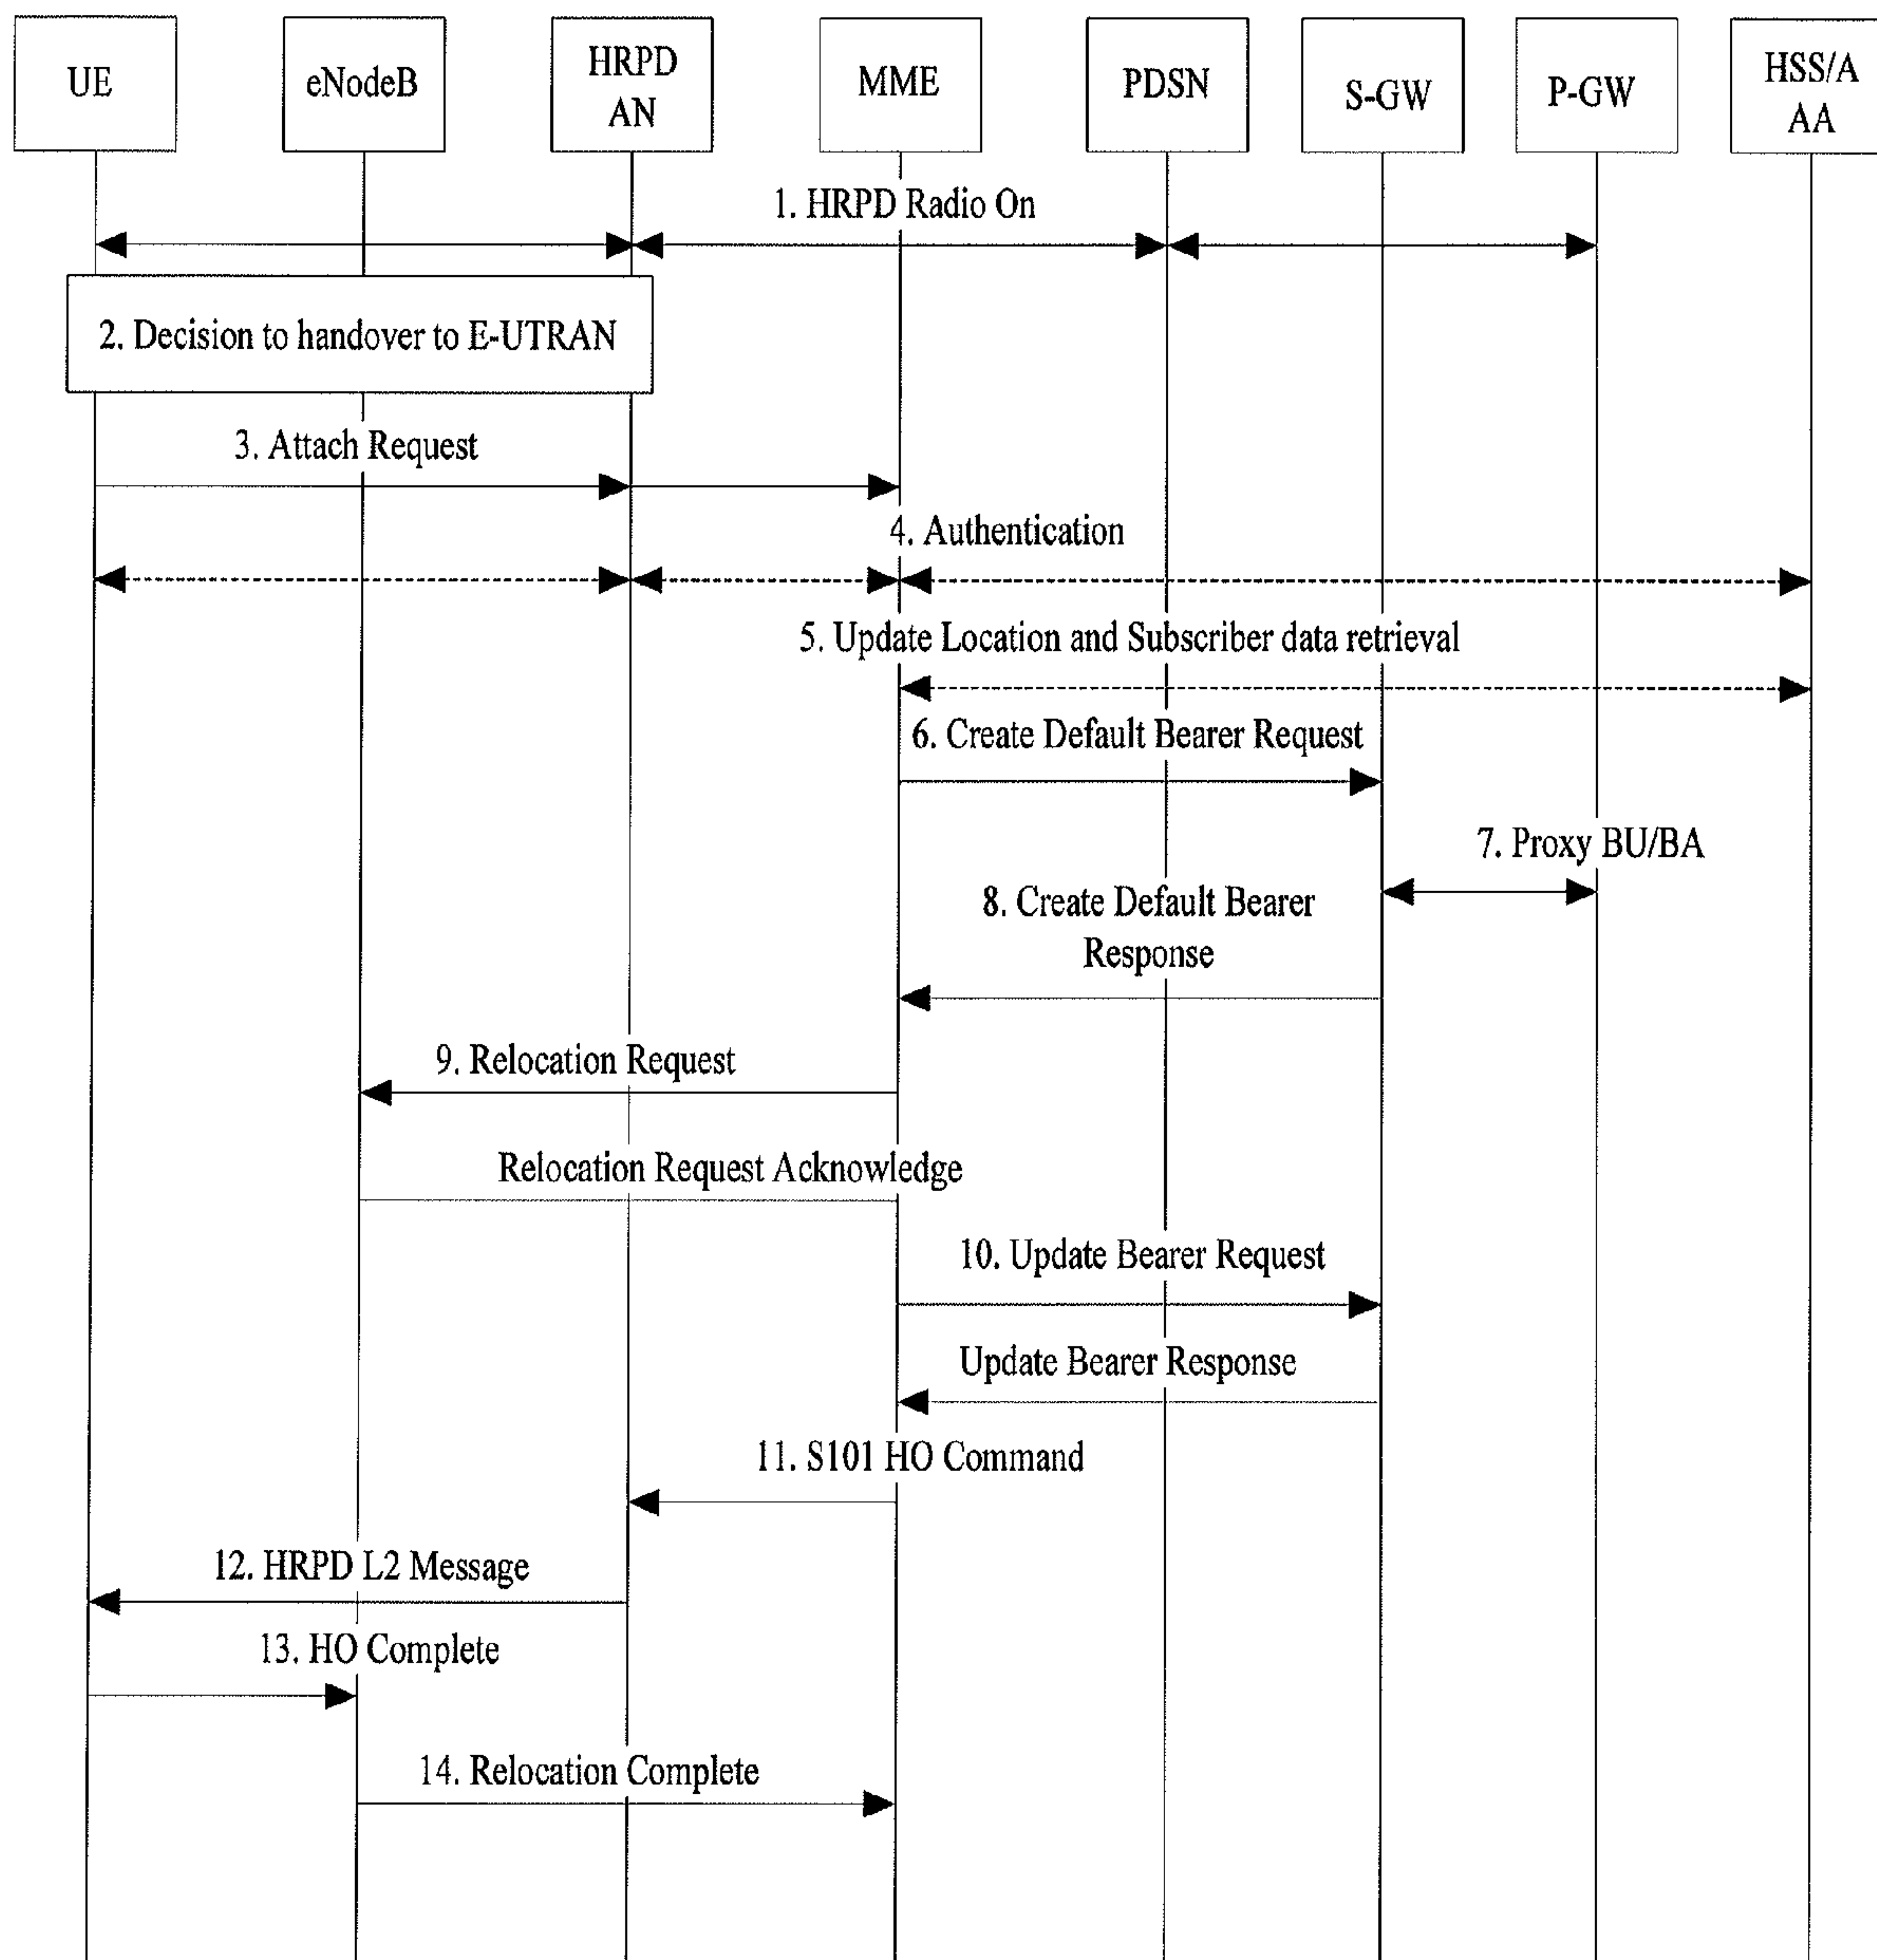 UE
eNodeB
HRPD
AN
MME
PDSN
S-GW
P-GW
HSS/A
AA
1. HRPD Radio On
2. Decision to handover to E-UTRAN
3. Attach Request
4. Authentication
5. Update Location and Subscriber data retrieval
6. Create Default Bearer Request
7. Proxy BU/BA
8. Create Default Bearer
Response
9. Relocation Request
Relocation Request Acknowledge
10. Update Bearer Request
Update Bearer Response
11. S101 HO Command
12. HRPD L2 Message
13. HO Complete
14. Relocation Complete